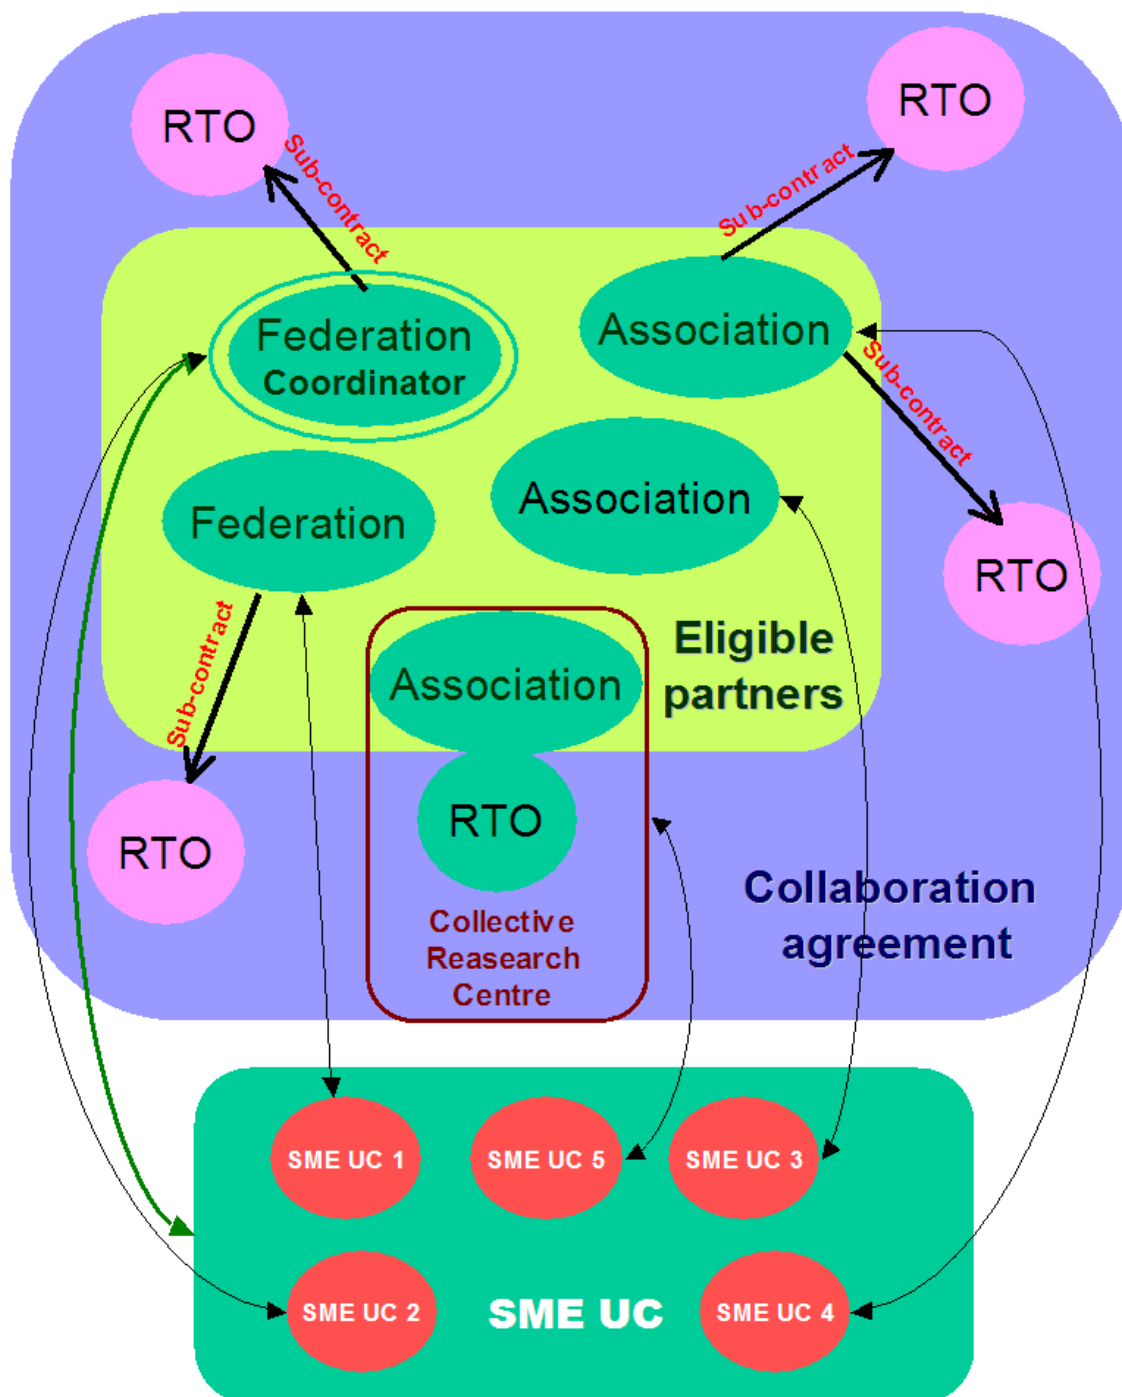 RTO
RTO
Sub-contract
Sub-contract
Federation
Coordinator
Association
Sub-contract
Association
Federation
RTO
Sub-contract
Eligible
partners
Association
RTO
RTO
Collaboration
agreement
Collective
Reasearch
Centre
SME UC 1
SME UC 5
SME UC 3
SME UC 2
SME UC
SME UC 4